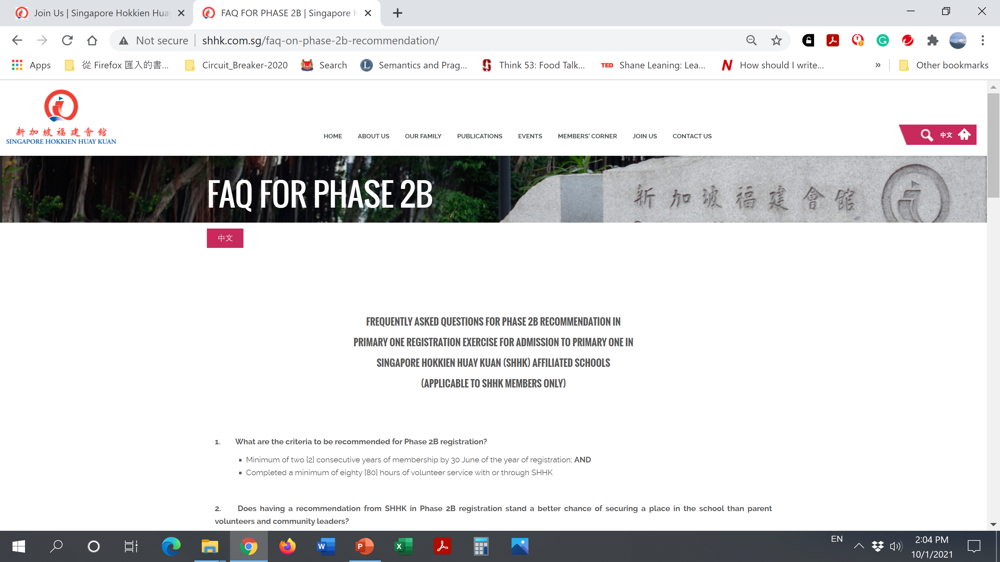 Join Us | Singapore Hokkien Hua
FAQ FOR PHASE 2B | Singapore H
Not secure
shhk.com.sg/faq-on-phase-2b-recommendation/
Apps
從 Firefox 匯入的書...
Circuit_Breaker-2020
Search
Semantics and Prag...
Think 53: Food Talk...
TED
Shane Leaning: Lea...
How should I write...
»
Other bookmarks
新加坡福建會館
SINGAPORE HOKKIEN HUAY KUAN
HOME
ABOUT US
OUR FAMILY
PUBLICATIONS
EVENTS
MEMBERS' CORNER
JOIN US
CONTACT US
中文
FAQ FOR PHASE 2B
新加坡福建會館
中文
FREQUENTLY ASKED QUESTIONS FOR PHASE 2B RECOMMENDATION IN
PRIMARY ONE REGISTRATION EXERCISE FOR ADMISSION TO PRIMARY ONE IN
SINGAPORE HOKKIEN HUAY KUAN (SHHK) AFFILIATED SCHOOLS
(APPLICABLE TO SHHK MEMBERS ONLY)
1. What are the criteria to be recommended for Phase 2B registration?
▪ Minimum of two [2] consecutive years of membership by 30 June of the year of registration; AND
▪ Completed a minimum of eighty [80] hours of volunteer service with or through SHHK
2. Does having a recommendation from SHHK in Phase 2B registration stand a better chance of securing a place in the school than parent
volunteers and community leaders?
EN
2:04 PM
10/1/2021